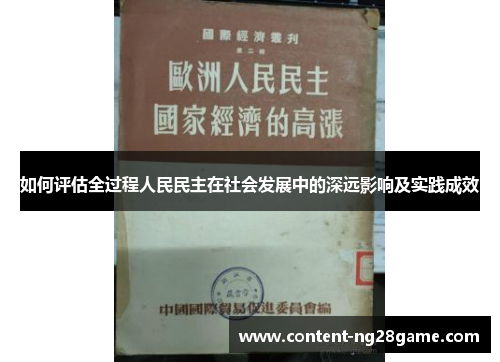 國際經濟叢刊
第二輯
歐洲人民民主
國家經濟的高漲
如何评估全过程人民民主在社会发展中的深远影响及实践成效
中國國際貿易促進委員會編
www.content-ng28game.com